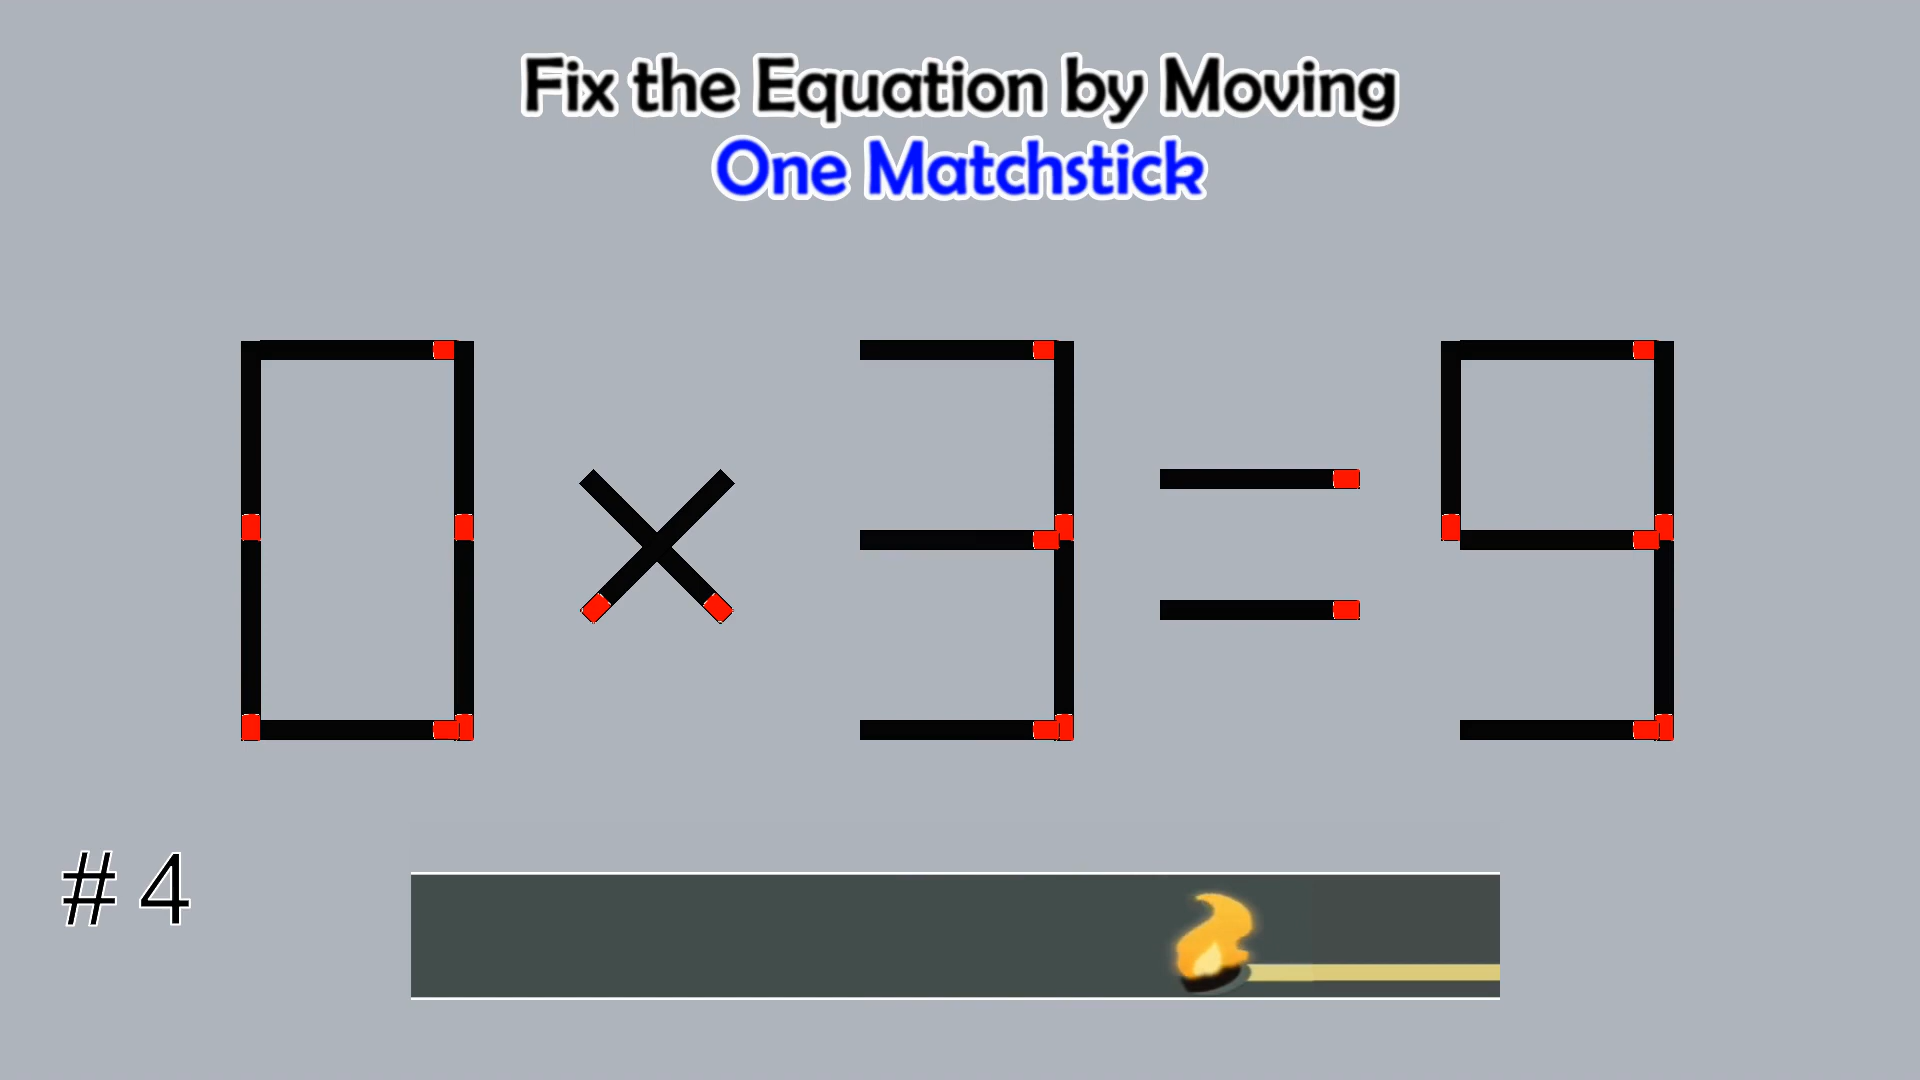 Fix the Equation by Moving
One Matchstick
0 × 3 = 9
# 4